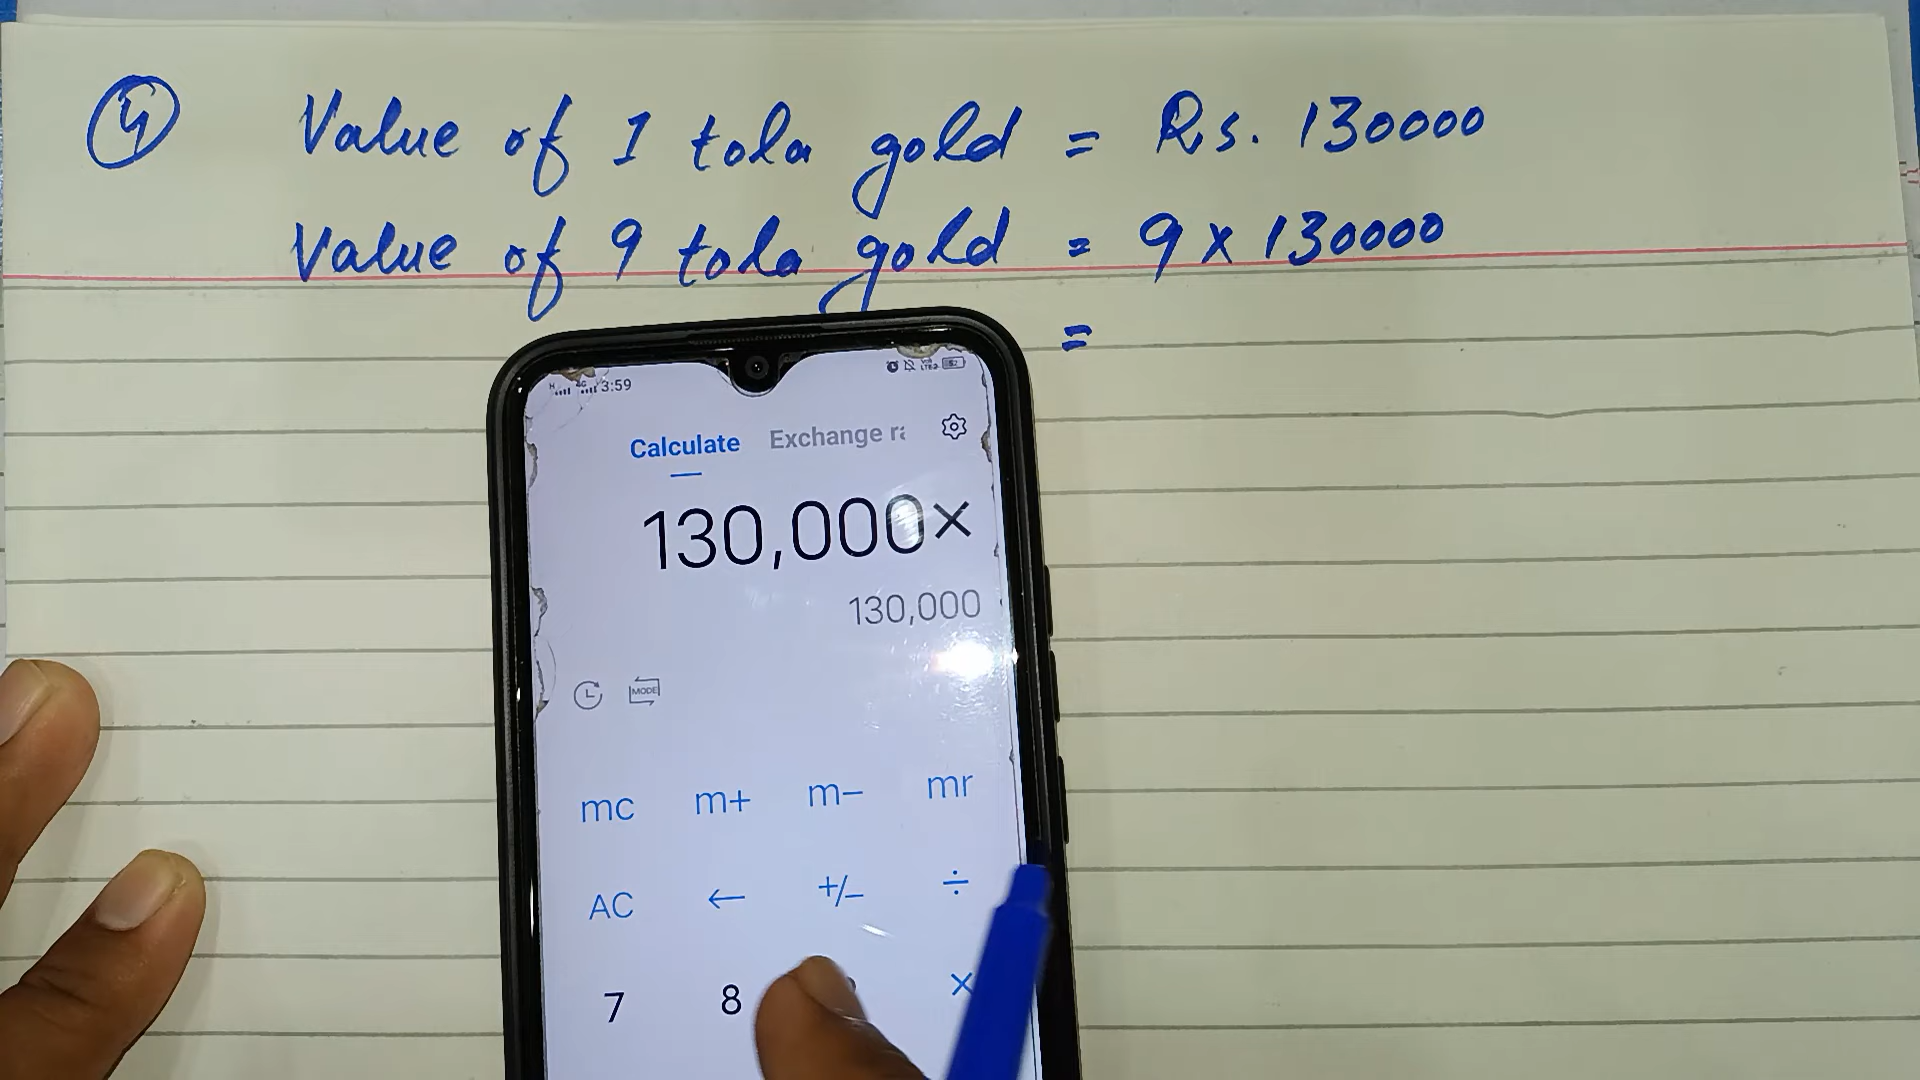 4 Value of 1 tola gold = Rs. 130000
Value of 9 tola gold = 9 x 130000
=
3:59
Calculate Exchange ra
130,000×
130,000
MODE
mc m+ m- mr
AC ← +/- ÷
7 8 ×